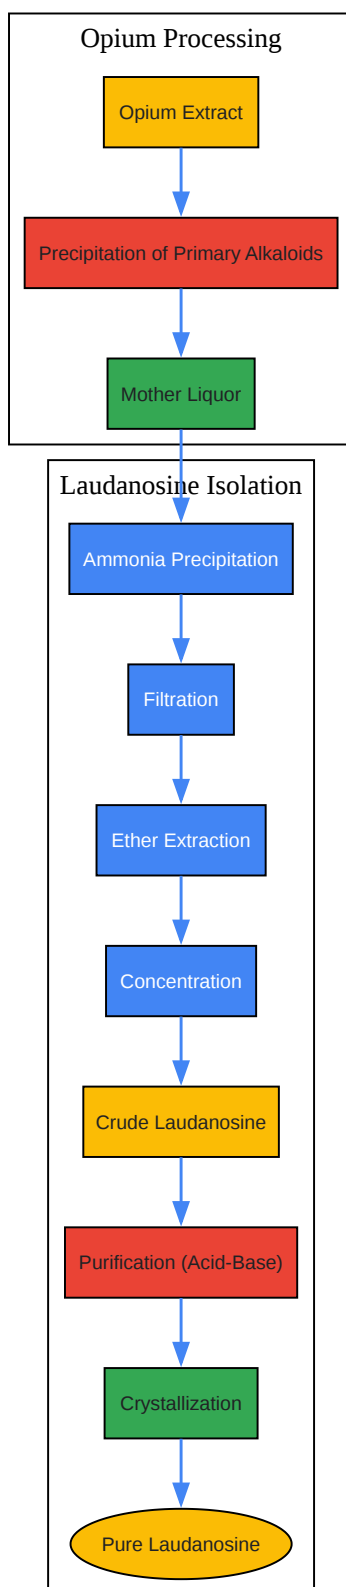 Opium Processing
Opium Extract
Precipitation of Primary Alkaloids
Mother Liquor
Laudanosine Isolation
Ammonia Precipitation
Filtration
Ether Extraction
Concentration
Crude Laudanosine
Purification (Acid-Base)
Crystallization
Pure Laudanosine